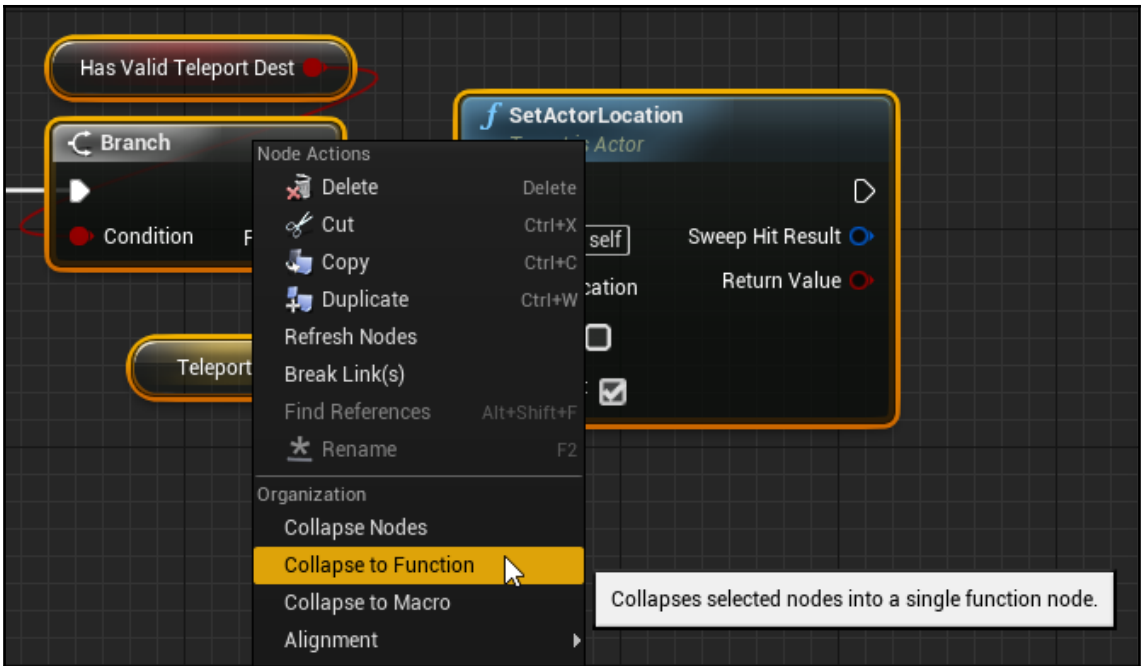 Has Valid Teleport Dest
Branch
Condition
Teleport
SetActorLocation
Actor
self
Sweep Hit Result
Return Value
Node Actions
Delete Delete
Cut Ctrl+X
Copy Ctrl+C
Duplicate Ctrl+W
Refresh Nodes
Break Link(s)
Find References Alt+Shift+F
Rename F2
Organization
Collapse Nodes
Collapse to Function
Collapse to Macro
Alignment
Collapses selected nodes into a single function node.